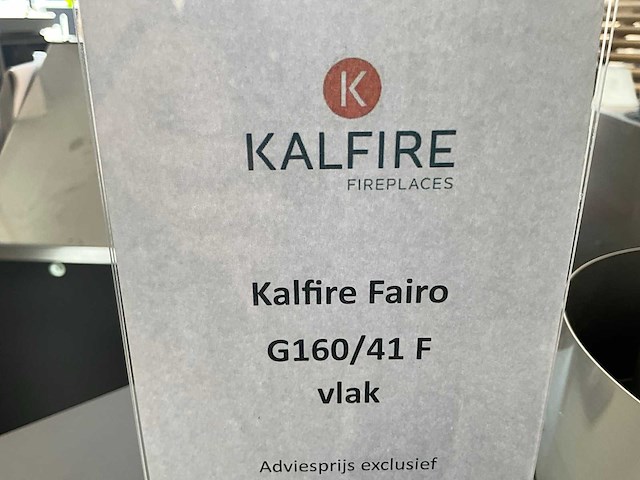 K
KALFIRE
FIREPLACES
Kalfire Fairo
G160/41 F
vlak
Adviesprijs exclusief